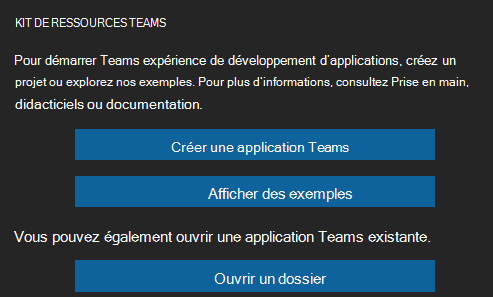 KIT DE RESSOURCES TEAMS
Pour démarrer Teams expérience de développement d'applications, créez un
projet ou explorez nos exemples. Pour plus d'informations, consultez Prise en main,
didacticiels ou documentation.
Créer une application Teams
Afficher des exemples
Vous pouvez également ouvrir une application Teams existante.
Ouvrir un dossier